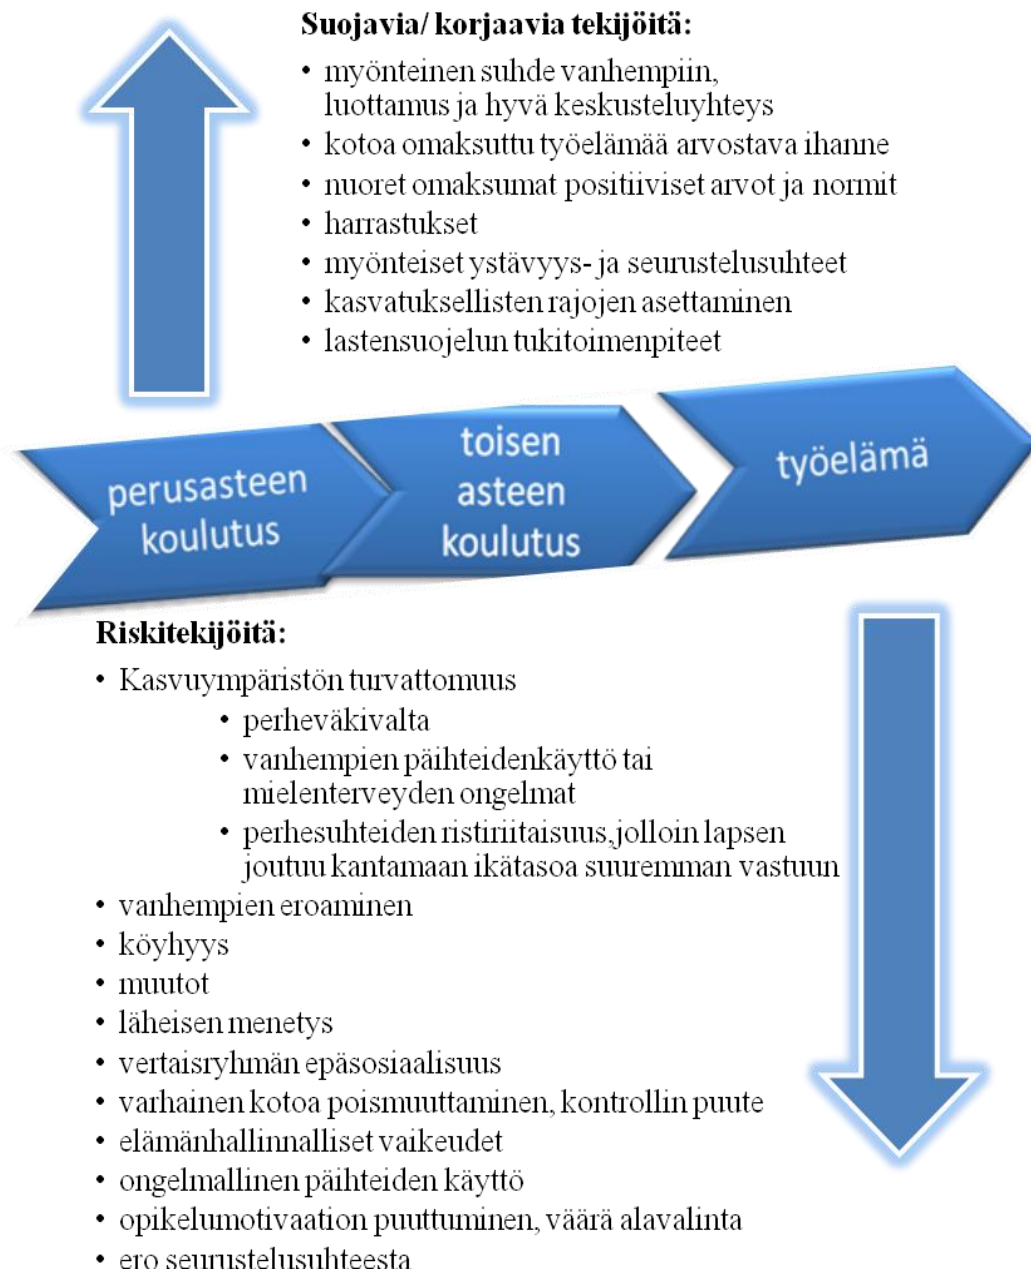 Suojavia/ korjaavia tekijöitä:
• myönteinen suhde vanhempiin,
luottamus ja hyvä keskusteluyhteys
• kotoa omaksuttu työelämää arvostava ihanne
• nuoret omaksumat positiiviset arvot ja normit
• harrastukset
• myönteiset ystävyys- ja seurustelusuhteet
• kasvatuksellisten rajojen asettaminen
• lastensuojelun tukitoimenpiteet
perusasteen
koulutus
toisen
asteen
koulutus
työelämä
Riskitekijöitä:
• Kasvuympäristön turvattomuus
• perheväkivalta
• vanhempien päihteidenkäyttö tai
mielenterveyden ongelmat
• perhesuhteiden ristiriitaisuus,jolloin lapsen
joutuu kantamaan ikätasoa suuremman vastuun
• vanhempien eroaminen
• köyhyys
• muutot
• läheisen menetys
• vertaisryhmän epäsosiaalisuus
• varhainen kotoa poismuuttaminen, kontrollin puute
• elämänhallinnalliset vaikeudet
• ongelmallinen päihteiden käyttö
• opikelumotivaation puuttuminen, väärä alavalinta
• ero seurustelusuhteesta